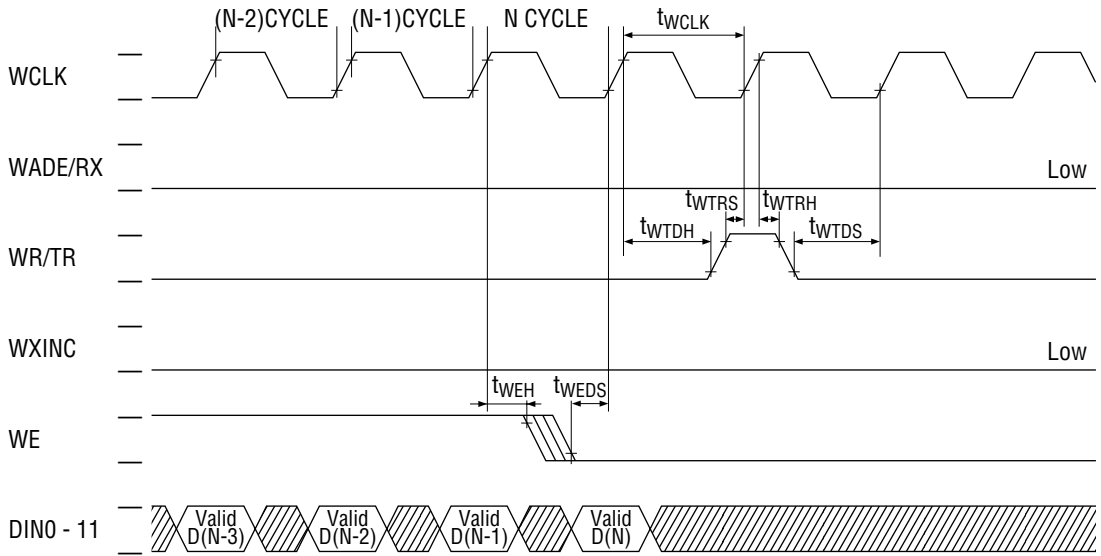 (N-2)CYCLE (N-1)CYCLE N CYCLE tWCLK
WCLK
WADE/RX Low
tWTRS tWTRH
tWTDH tWTDS
WR/TR
WXINC Low
tWEH tWEDS
WE
DIN0 - 11 Valid D(N-3) Valid D(N-2) Valid D(N-1) Valid D(N)